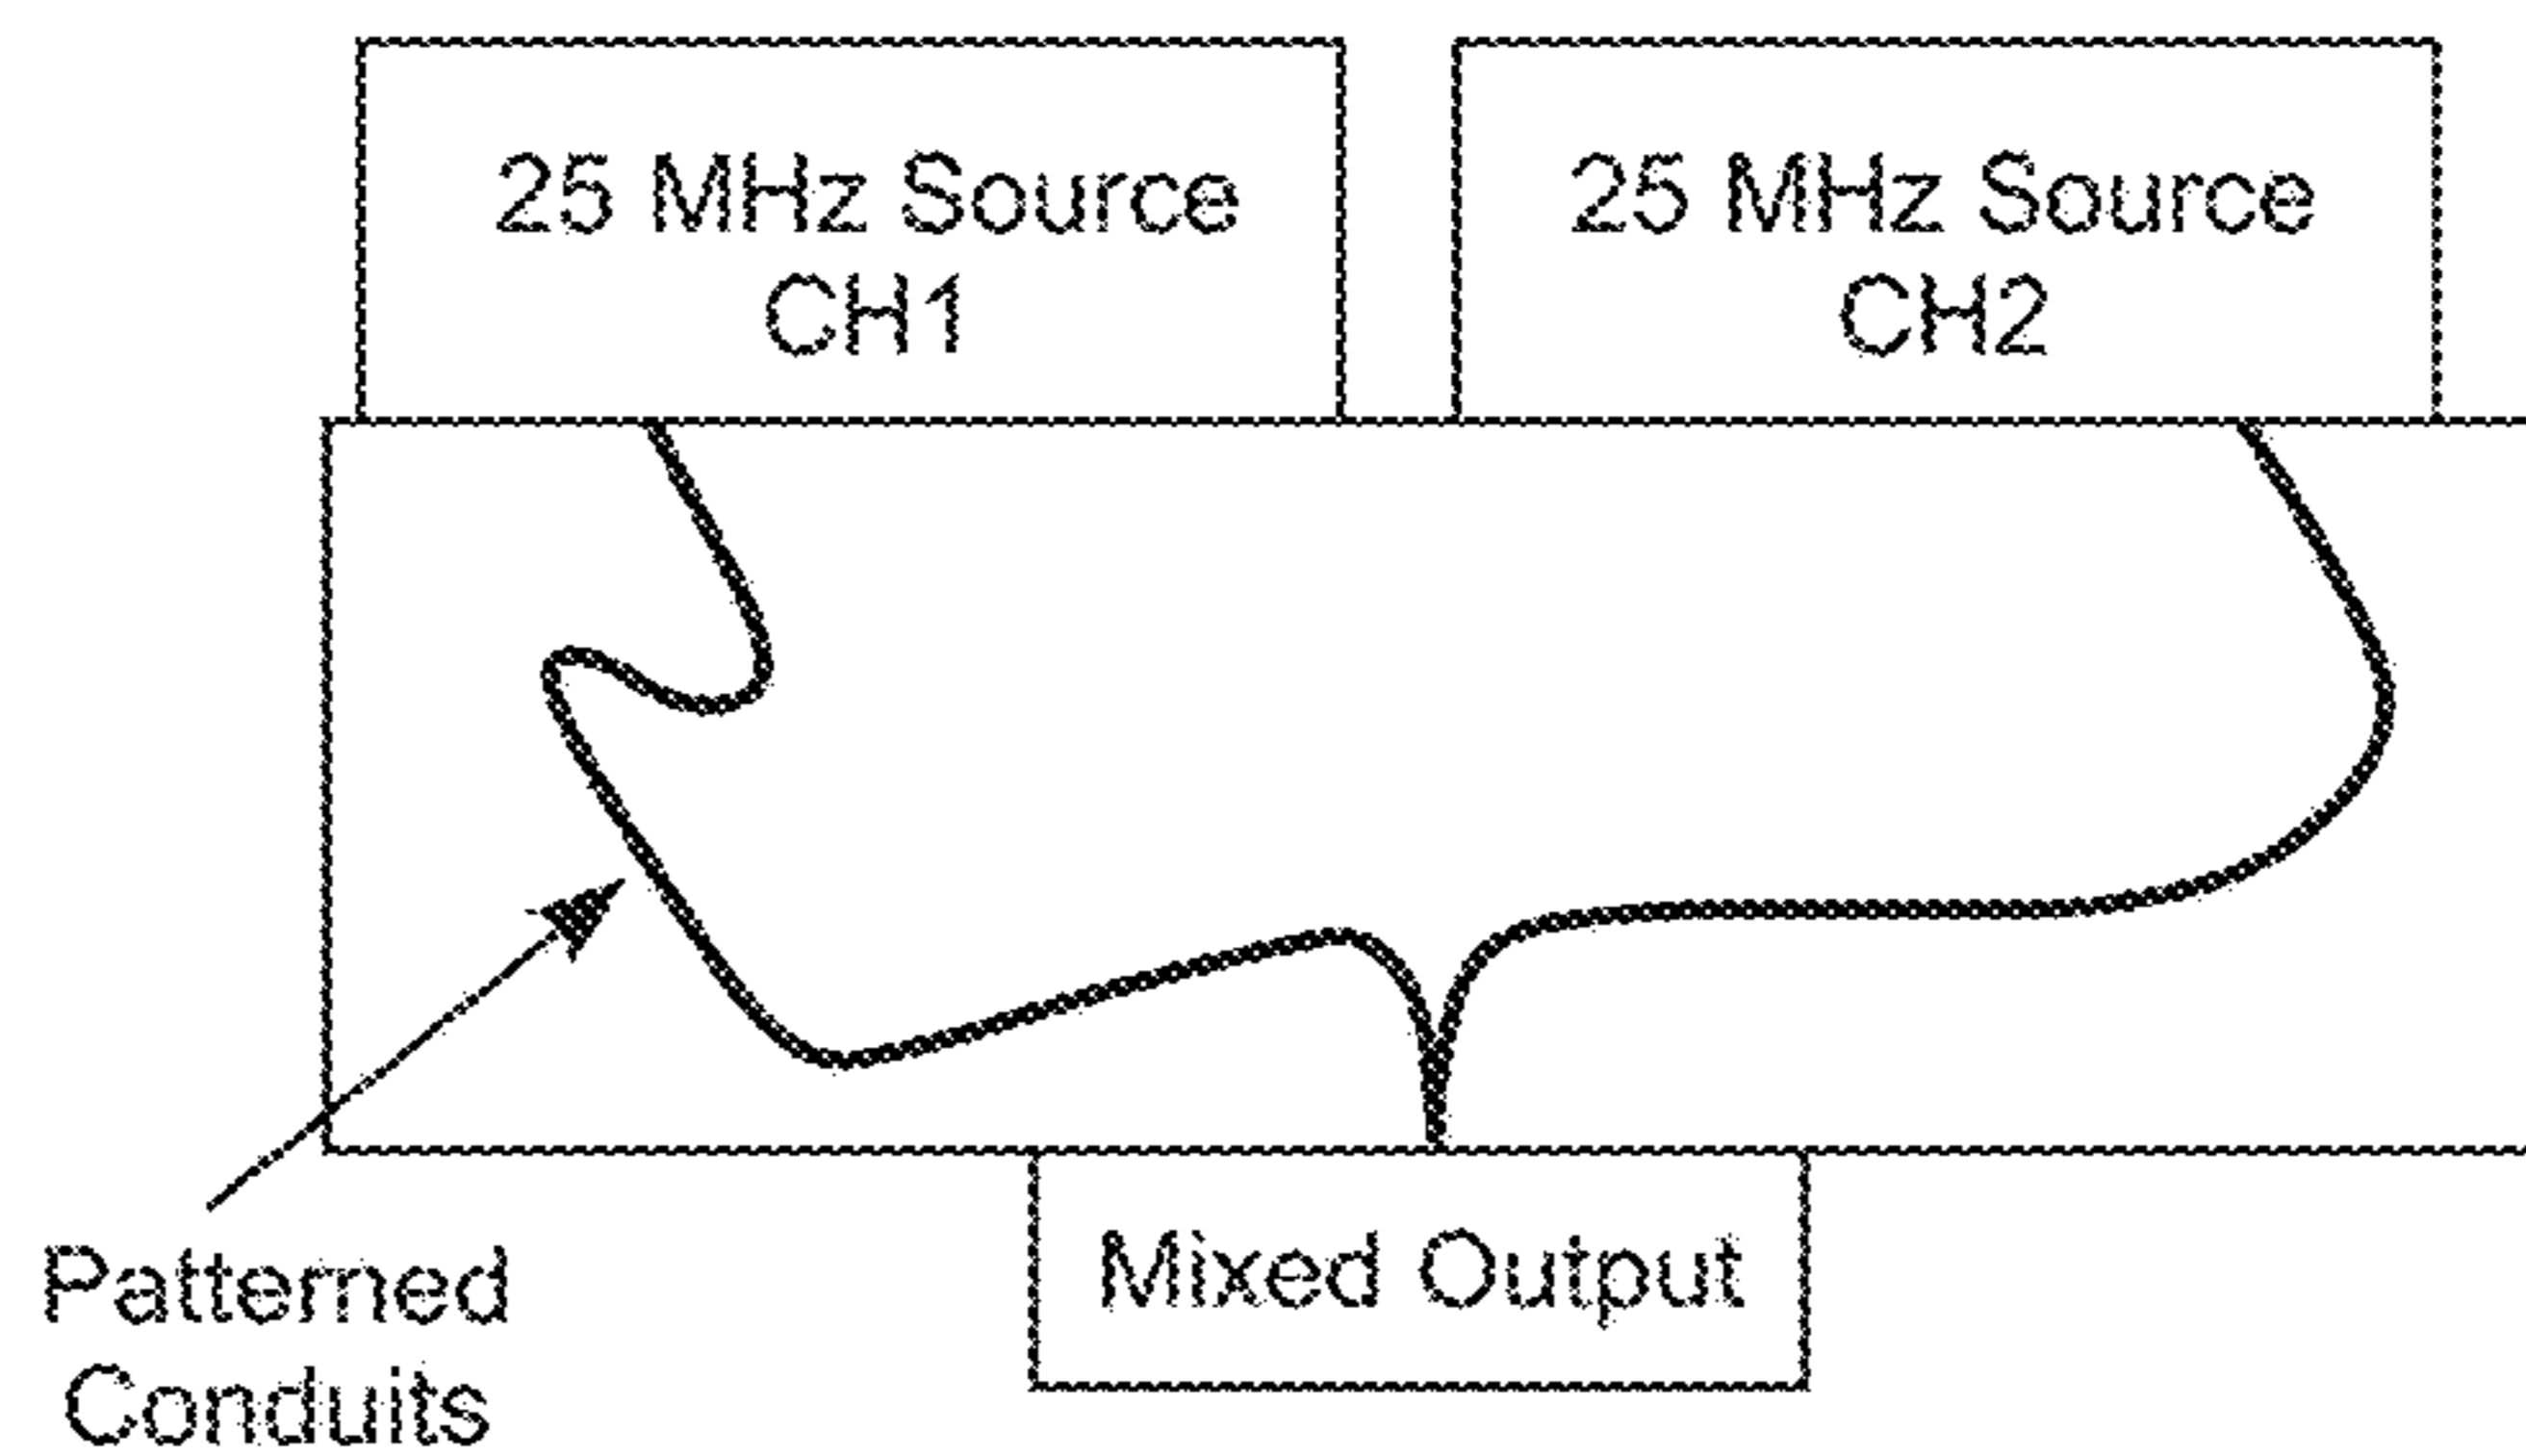 25 MHz Source
CH1
25 MHz Source
CH2
Patterned
Conduits
Mixed Output